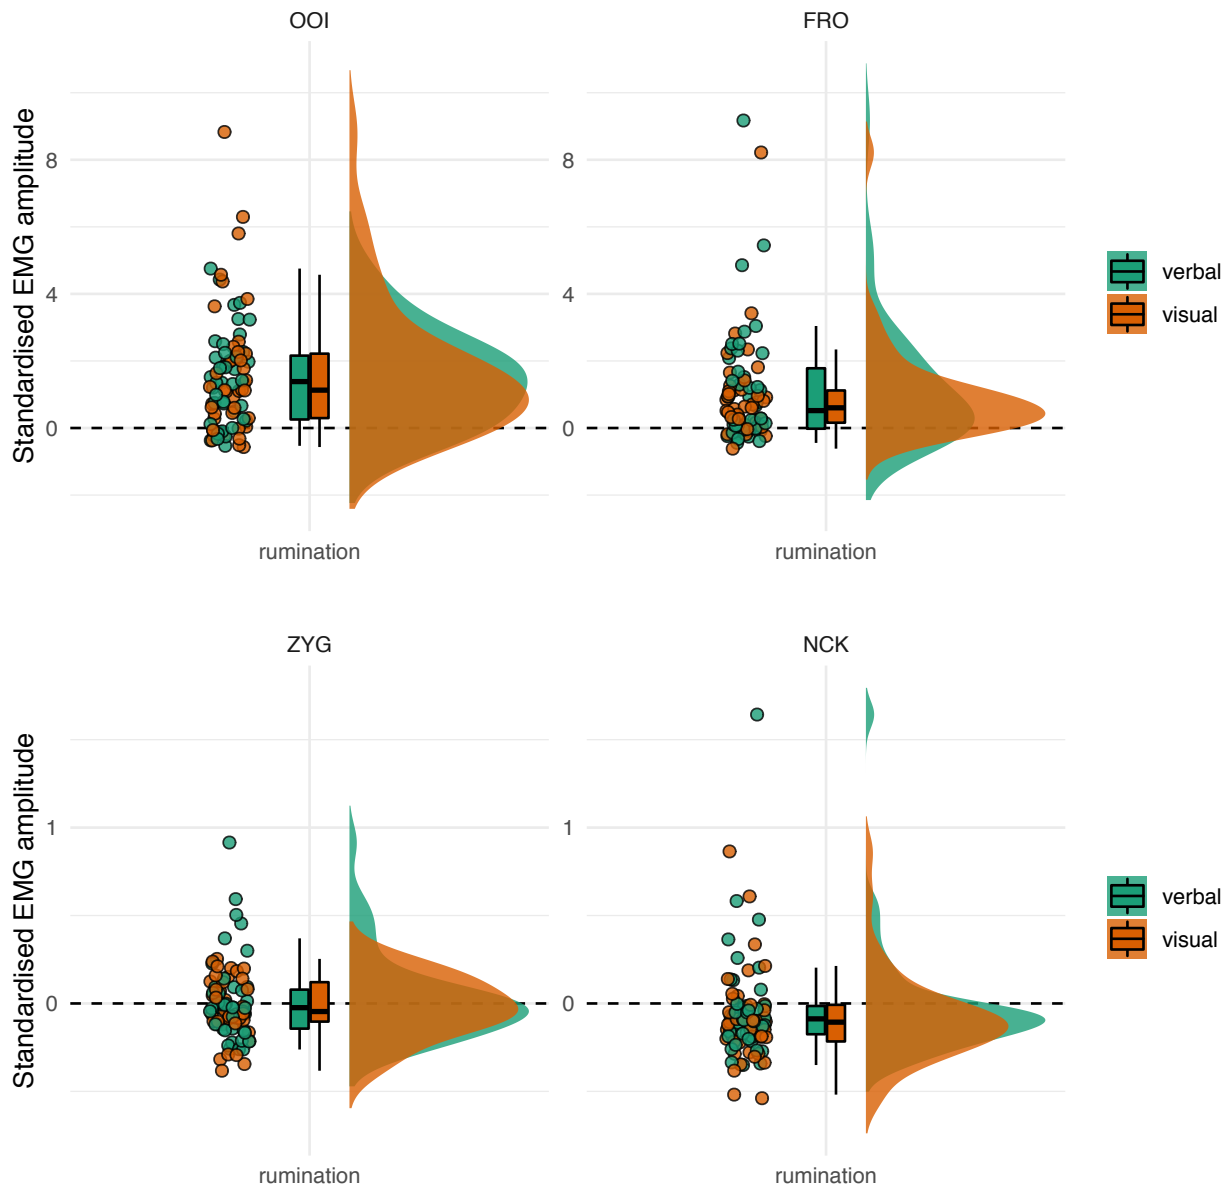 OOI
FRO
Standardised EMG amplitude
8
4
0
8
4
0
rumination
rumination
verbal
visual
ZYG
NCK
Standardised EMG amplitude
1
0
1
0
rumination
rumination
verbal
visual